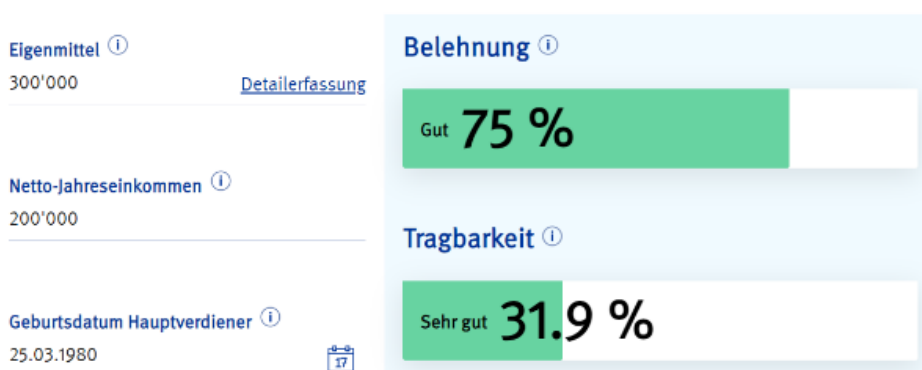 Eigenmittel
300'000 Detailerfassung
Netto-Jahreseinkommen
200'000
Geburtsdatum Hauptverdiener
25.03.1980
17
Belehnung
Gut 75 %
Tragbarkeit
Sehr gut 31.9 %